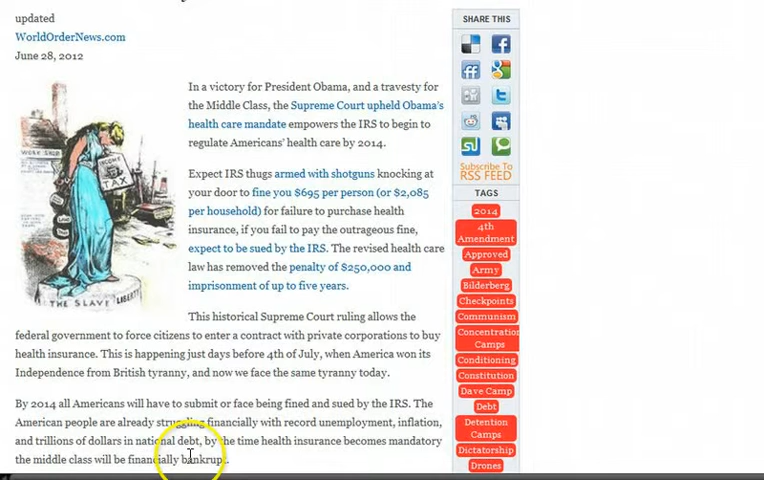 updated
WorldOrderNews.com
June 28, 2012
In a victory for President Obama, and a travesty for
the Middle Class, the Supreme Court upheld Obama's
health care mandate empowers the IRS to begin to
regulate Americans' health care by 2014.
Expect IRS thugs armed with shotguns knocking at
your door to fine you $695 per person (or $2,085
per household) for failure to purchase health
insurance, if you fail to pay the outrageous fine,
expect to be sued by the IRS. The revised health care
law has removed the penalty of $250,000 and
imprisonment of up to five years.
This historical Supreme Court ruling allows the
federal government to force citizens to enter a contract with private corporations to buy
health insurance. This is happening just days before 4th of July, when America won its
Independence from British tyranny, and now we face the same tyranny today.
By 2014 all Americans will have to submit or face being fined and sued by the IRS. The
American people are already struggling financially with record unemployment, inflation,
and trillions of dollars in national debt, by the time health insurance becomes mandatory
the middle class will be financially bankrupt.
WORK SHOP
INCOME
TAX
THE SLAVE LIBERTY
SHARE THIS
Subscribe To
RSS FEED
TAGS
2014
4th
Amendment
Approved
Army
Bilderberg
Checkpoints
Communism
Concentration
Camps
Conditioning
Constitution
Dave Camp
Debt
Detention
Camps
Dictatorship
Drones